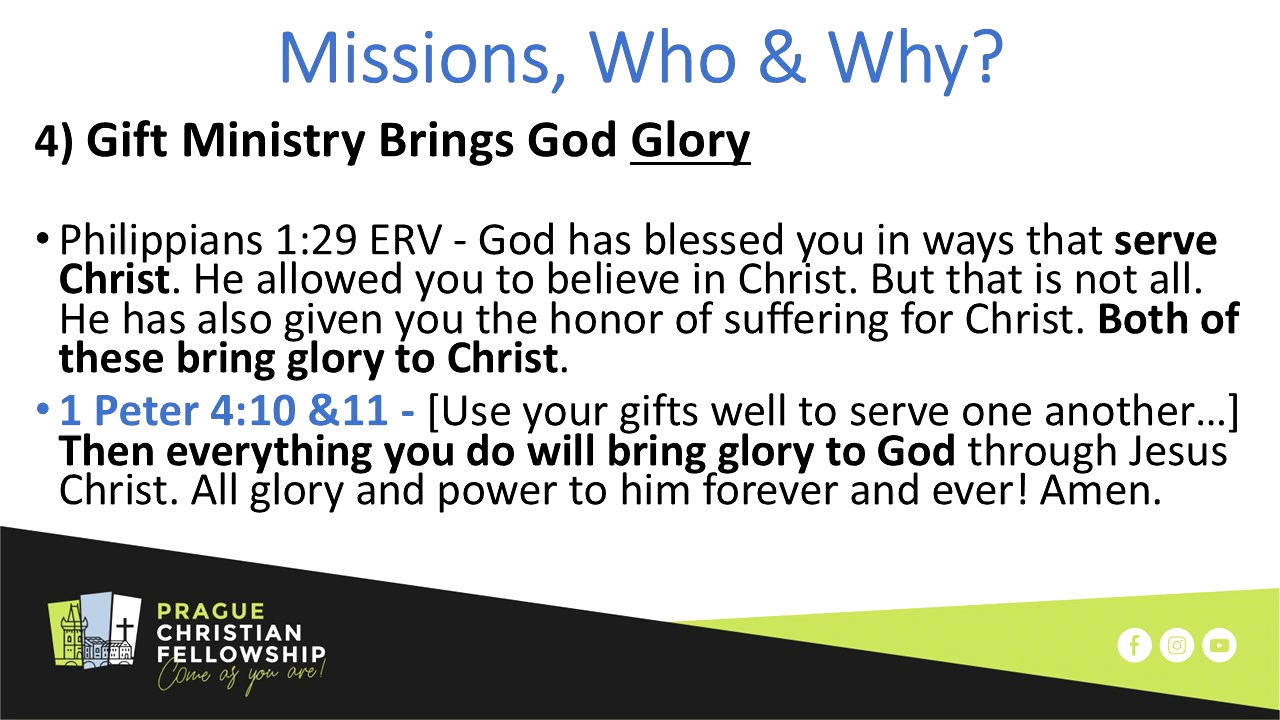 Missions, Who & Why?
4) Gift Ministry Brings God Glory
• Philippians 1:29 ERV - God has blessed you in ways that serve
Christ. He allowed you to believe in Christ. But that is not all.
He has also given you the honor of suffering for Christ. Both of
these bring glory to Christ.
• 1 Peter 4:10 &11 - [Use your gifts well to serve one another…]
Then everything you do will bring glory to God through Jesus
Christ. All glory and power to him forever and ever! Amen.
PRAGUE
CHRISTIAN
FELLOWSHIP
Come as you are!